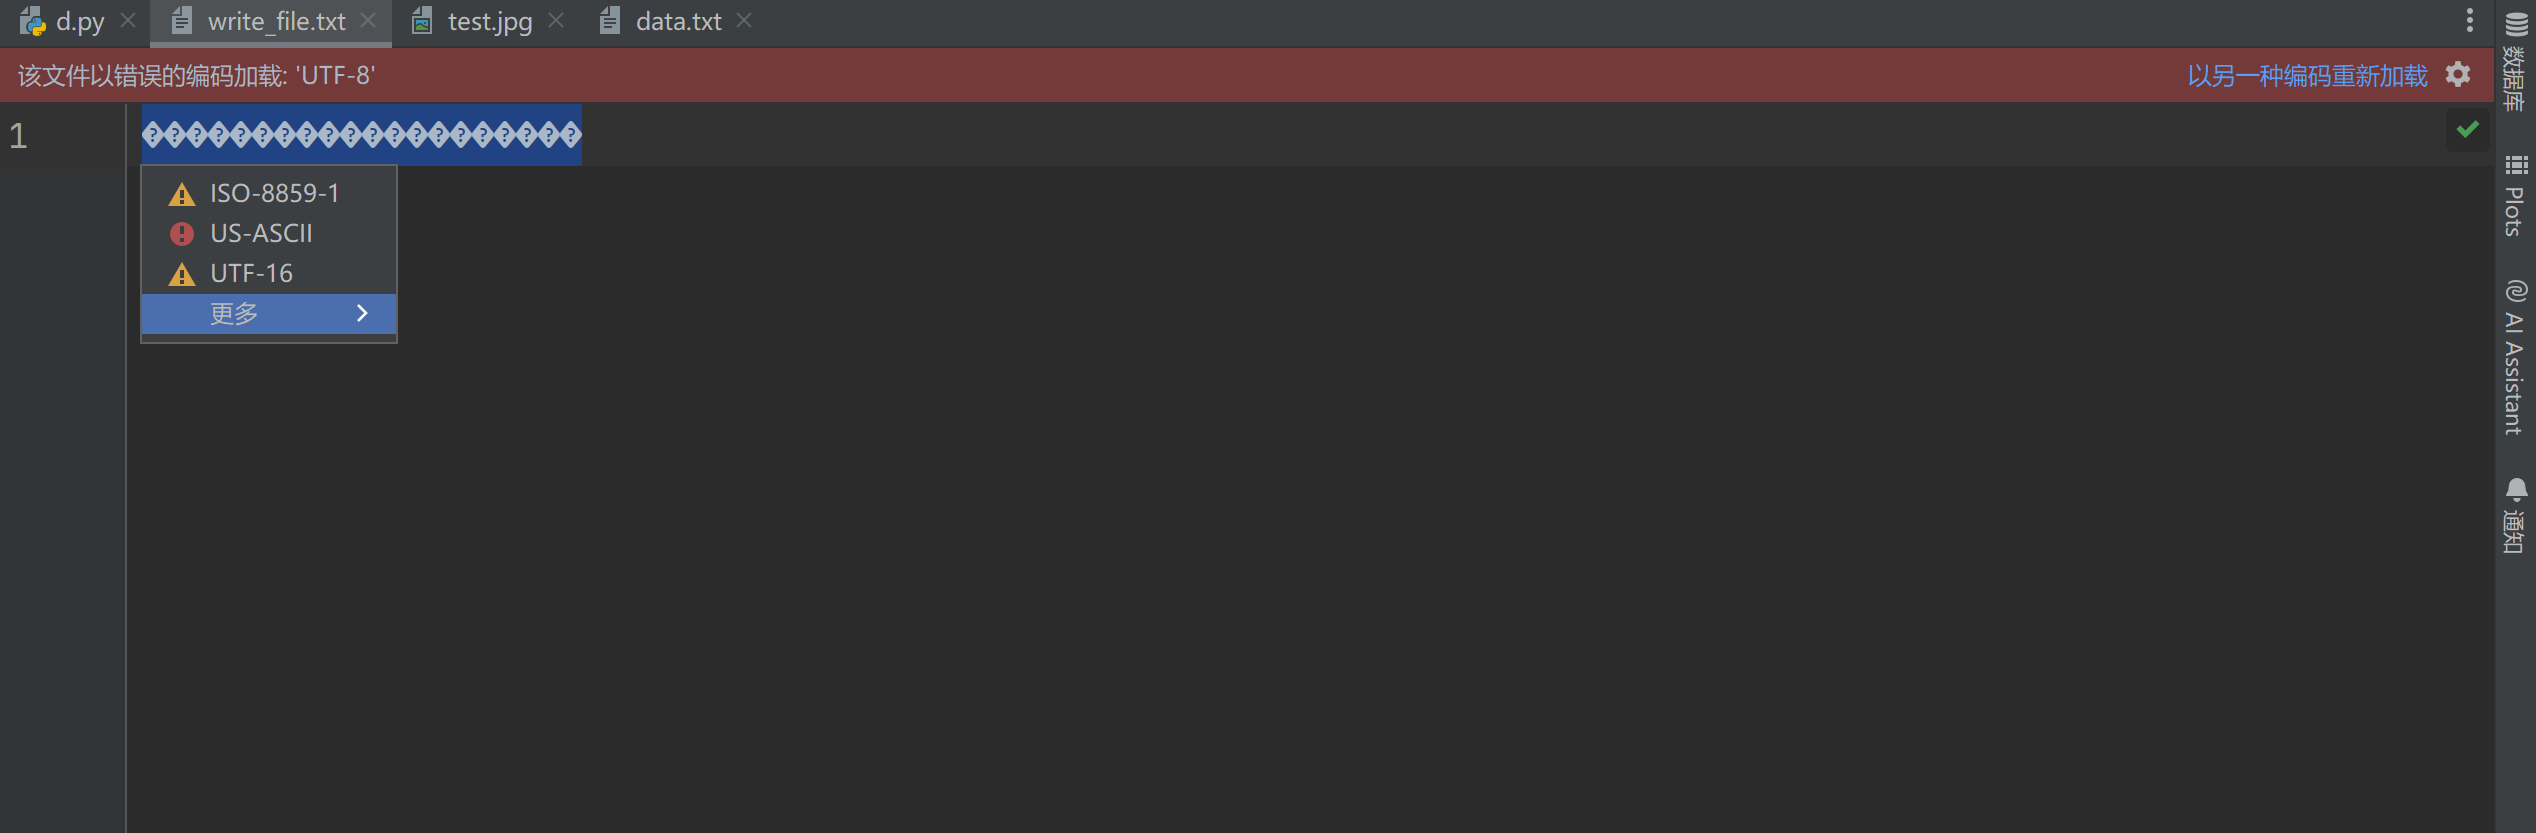 d.py
write_file.txt
test.jpg
data.txt
该文件以错误的编码加载: 'UTF-8'
以另一种编码重新加载
1
��������������������
ISO-8859-1
US-ASCII
UTF-16
更多
数据库
Plots
AI Assistant
通知